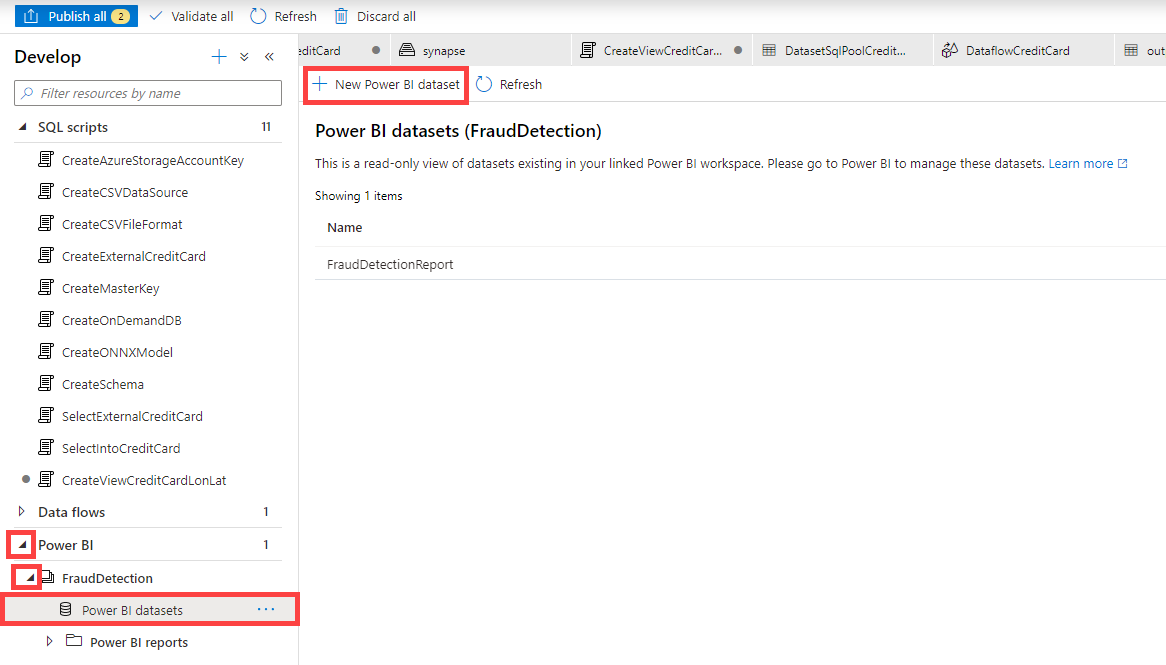 Publish all 2 Validate all Refresh Discard all
Develop
Filter resources by name
SQL scripts 11
CreateAzureStorageAccountKey
CreateCSVDataSource
CreateCSVFileFormat
CreateExternalCreditCard
CreateMasterKey
CreateOnDemandDB
CreateONNXModel
CreateSchema
SelectExternalCreditCard
SelectIntoCreditCard
CreateViewCreditCardLonLat
Data flows 1
Power BI 1
FraudDetection
Power BI datasets ...
Power BI reports
editCard synapse CreateViewCreditCar... DatasetSqlPoolCredit... DataflowCreditCard out
New Power BI dataset Refresh
Power BI datasets (FraudDetection)
This is a read-only view of datasets existing in your linked Power BI workspace. Please go to Power BI to manage these datasets. Learn more
Showing 1 items
Name
FraudDetectionReport